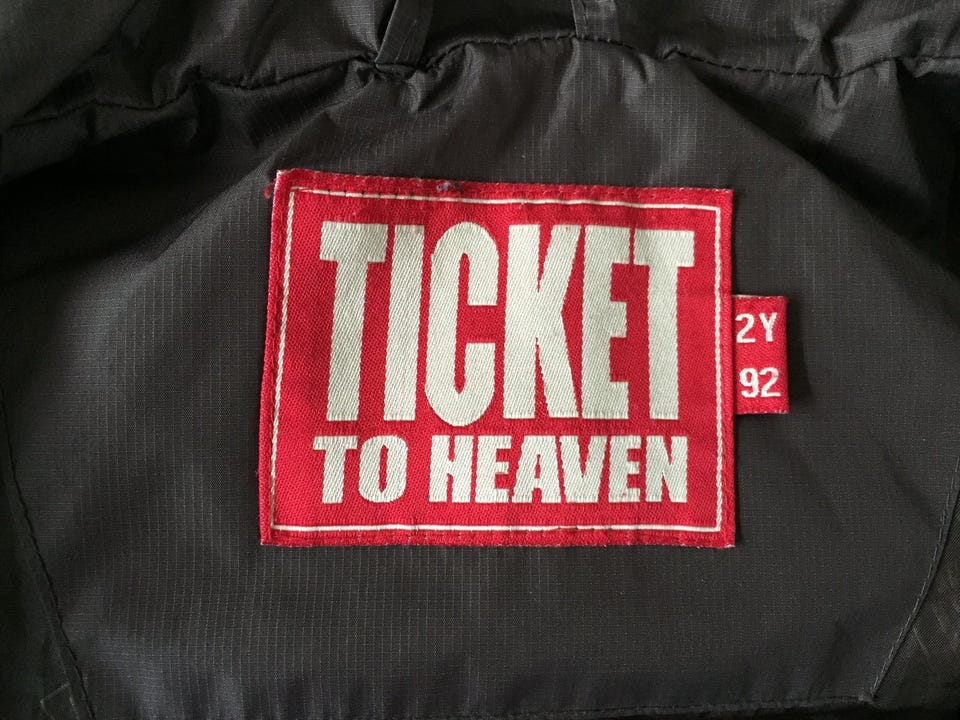 TICKET
TO HEAVEN
2Y
92